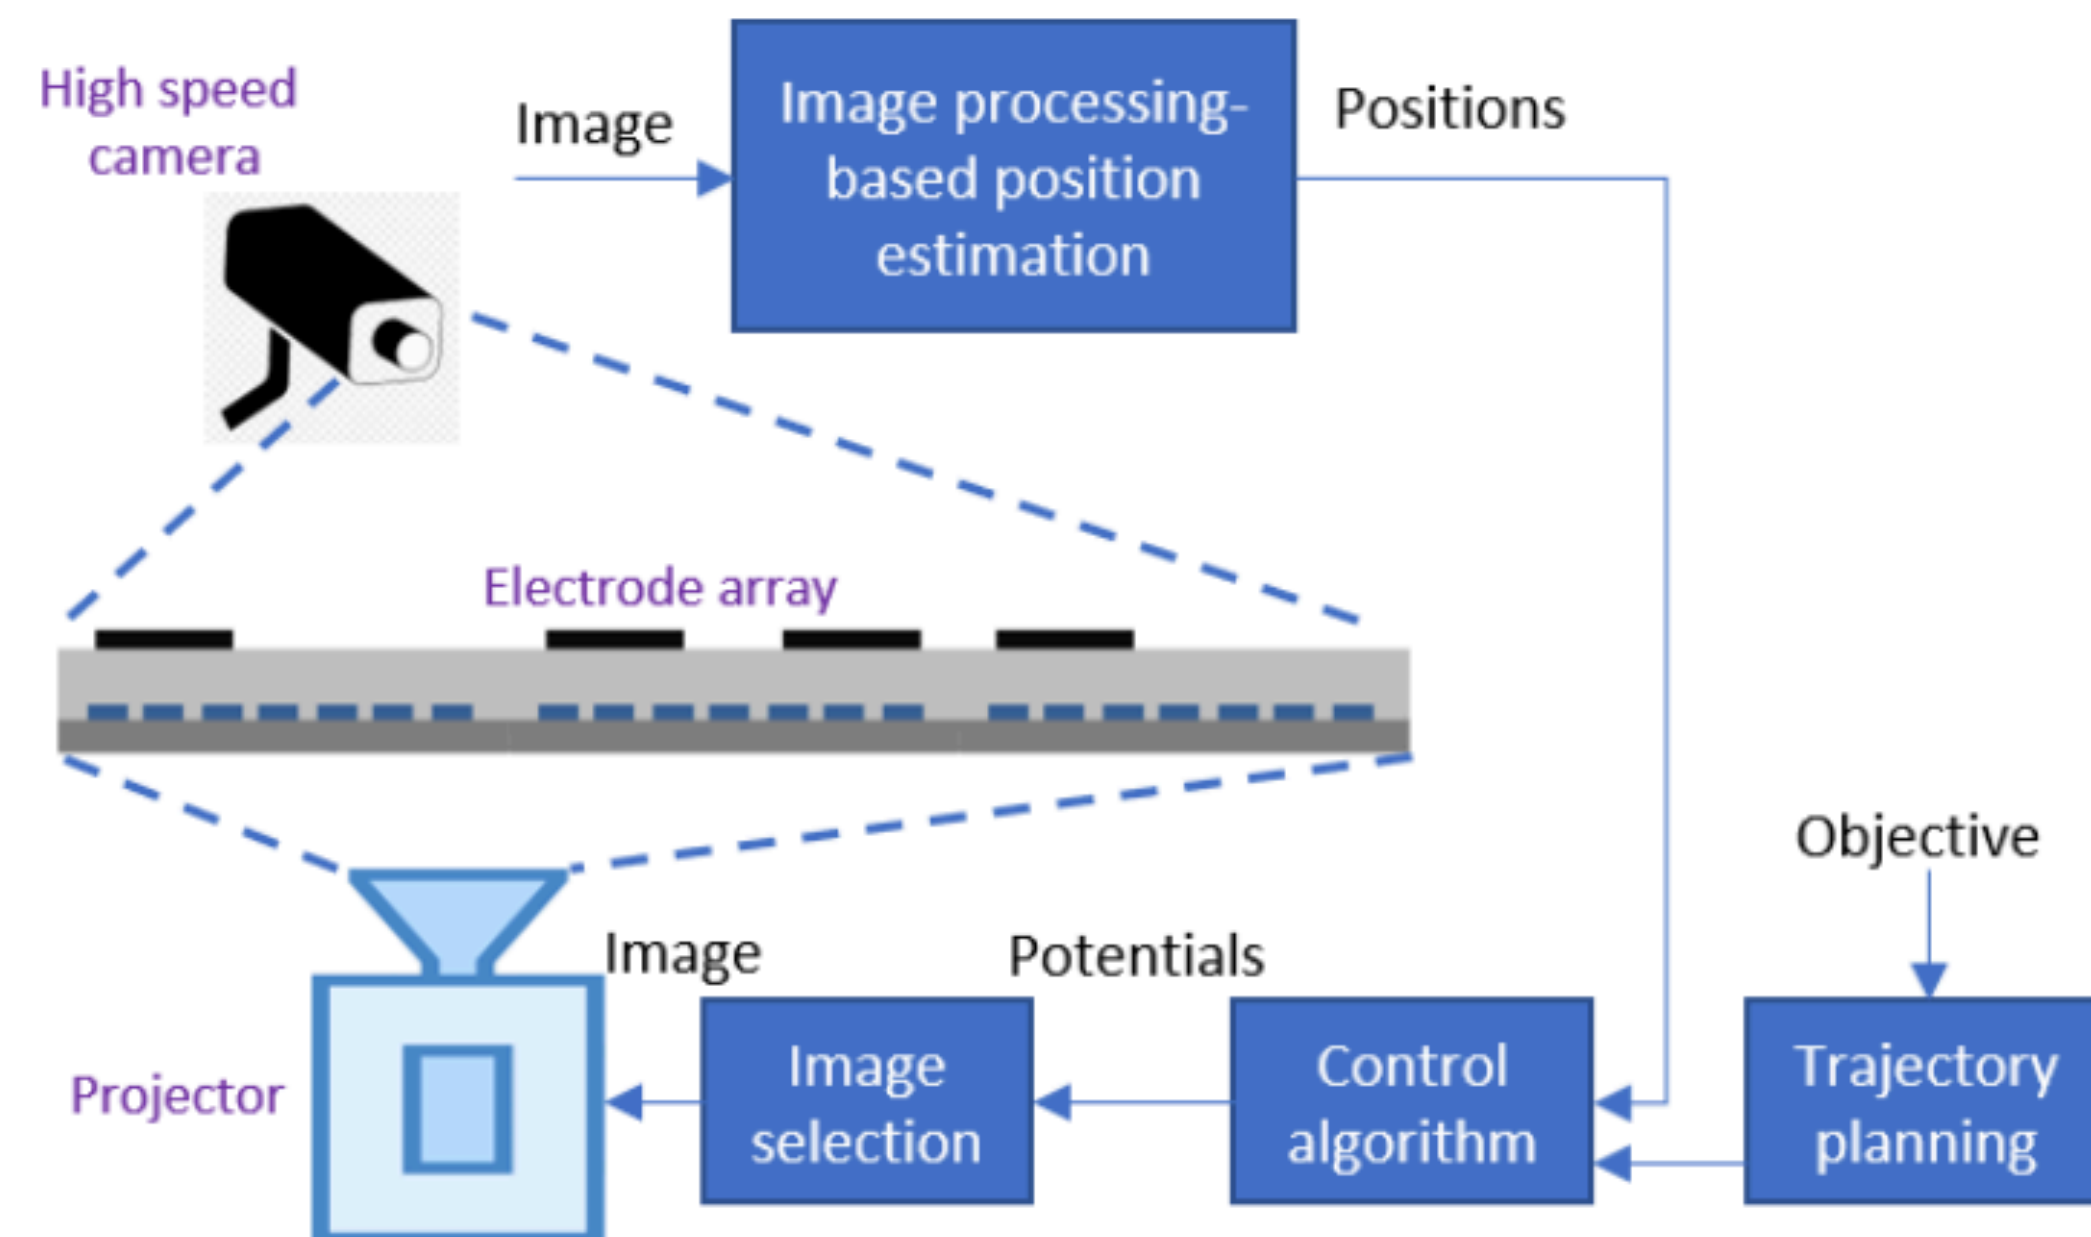 High speed
camera
Image
Image processing-
based position
estimation
Positions
Electrode array
Objective
Projector
Image
Image
selection
Potentials
Control
algorithm
Trajectory
planning